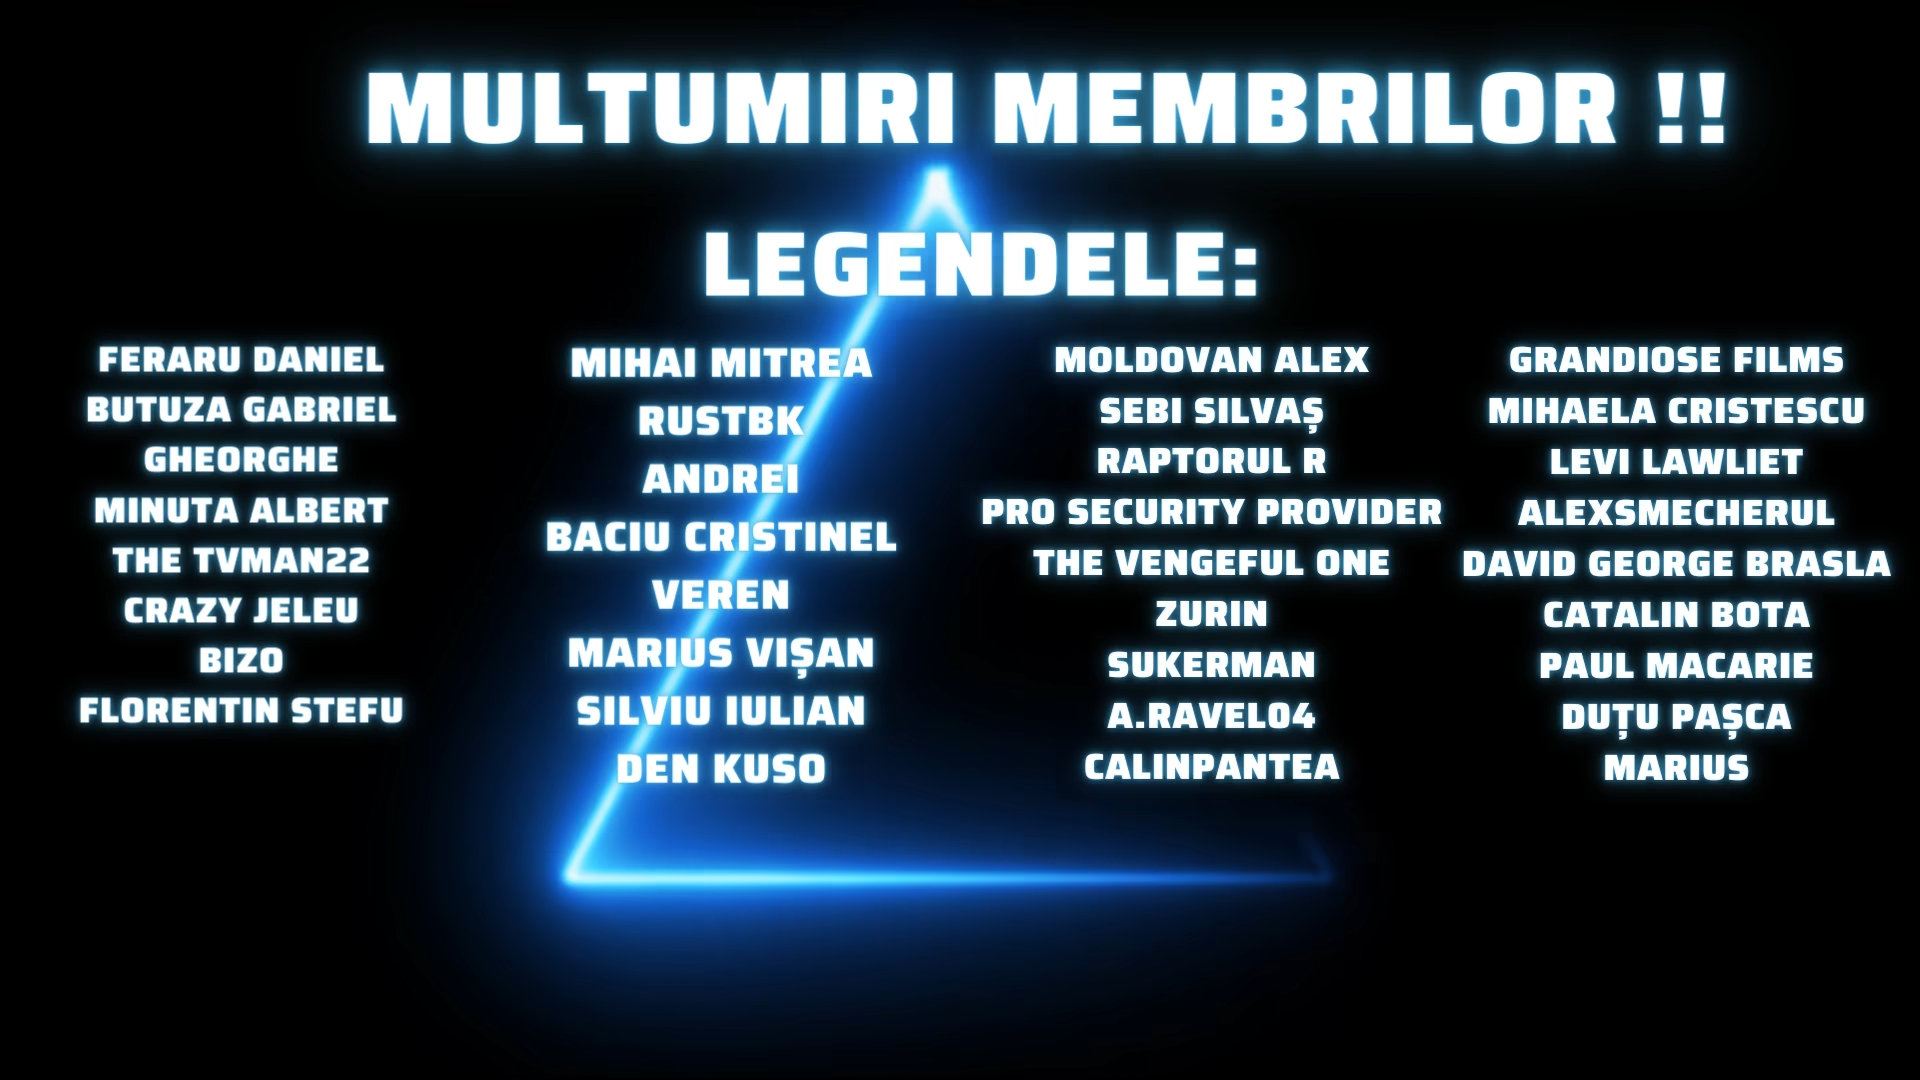 MULTUMIRI MEMBRILOR !!
LEGENDELE:
FERARU DANIEL
BUTUZA GABRIEL
GHEORGHE
MINUTA ALBERT
THE TVMAN22
CRAZY JELEU
BIZO
FLORENTIN STEFU
MIHAI MITREA
RUSTBK
ANDREI
BACIU CRISTINEL
VEREN
MARIUS VIȘAN
SILVIU IULIAN
DEN KUSO
MOLDOVAN ALEX
SEBI SILVAȘ
RAPTORUL R
PRO SECURITY PROVIDER
THE VENGEFUL ONE
ZURIN
SUKERMAN
A.RAVEL04
CALINPANTEA
GRANDIOSE FILMS
MIHAELA CRISTESCU
LEVI LAWLIET
ALEXSMECHERUL
DAVID GEORGE BRASLA
CATALIN BOTA
PAUL MACARIE
DUȚU PAȘCA
MARIUS